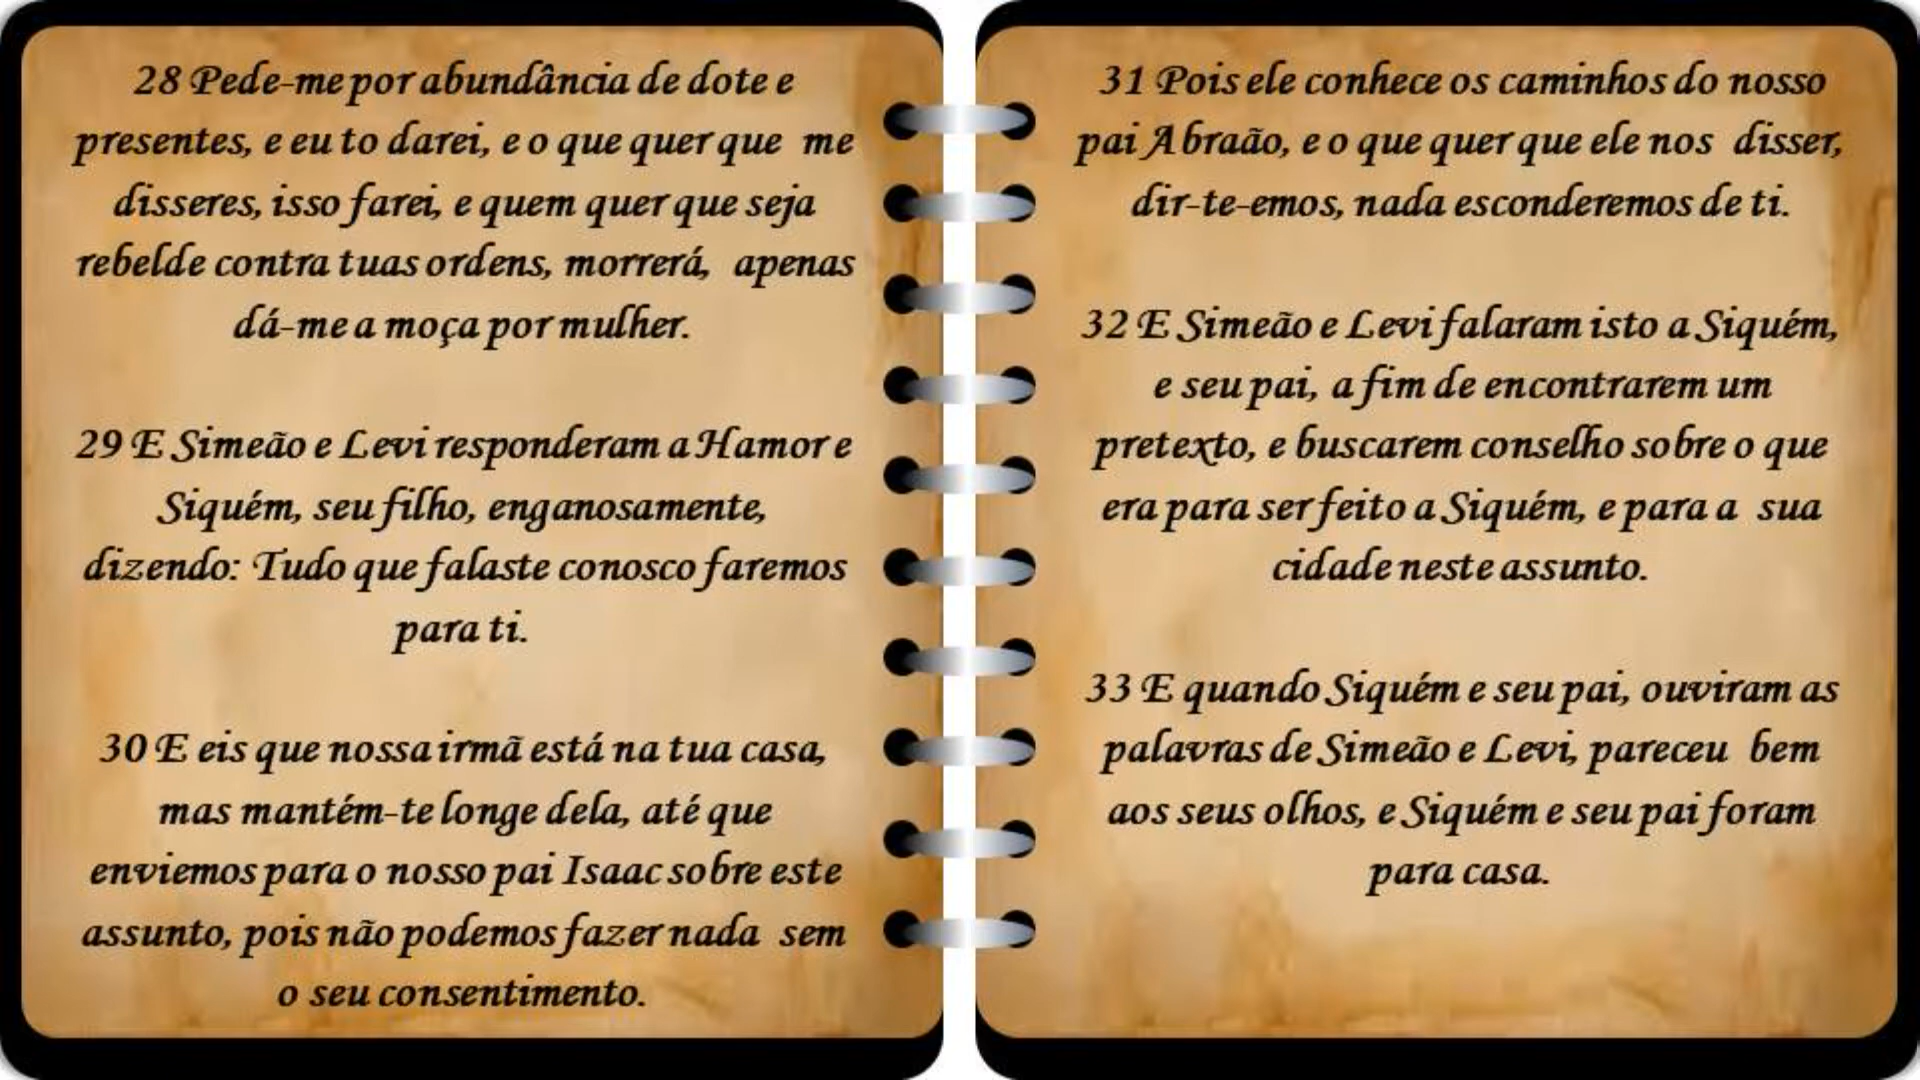 28 Pede-me por abundância de dote e
presentes, e eu to darei, e o que quer que me
disseres, isso farei, e quem quer que seja
rebelde contra tuas ordens, morrerá, apenas
dá-me a moça por mulher.
29 E Simeão e Levi responderam a Hamor e
Siquém, seu filho, enganosamente,
dizendo: Tudo que falaste conosco faremos
para ti.
30 E eis que nossa irmã está na tua casa,
mas mantém-te longe dela, até que
enviemos para o nosso pai Isaac sobre este
assunto, pois não podemos fazer nada sem
o seu consentimento.
31 Pois ele conhece os caminhos do nosso
pai Abraão, e o que quer que ele nos disser,
dir-te-emos, nada esconderemos de ti.
32 E Simeão e Levi falaram isto a Siquém,
e seu pai, a fim de encontrarem um
pretexto, e buscarem conselho sobre o que
era para ser feito a Siquém, e para a sua
cidade neste assunto.
33 E quando Siquém e seu pai, ouviram as
palavras de Simeão e Levi, pareceu bem
aos seus olhos, e Siquém e seu pai foram
para casa.